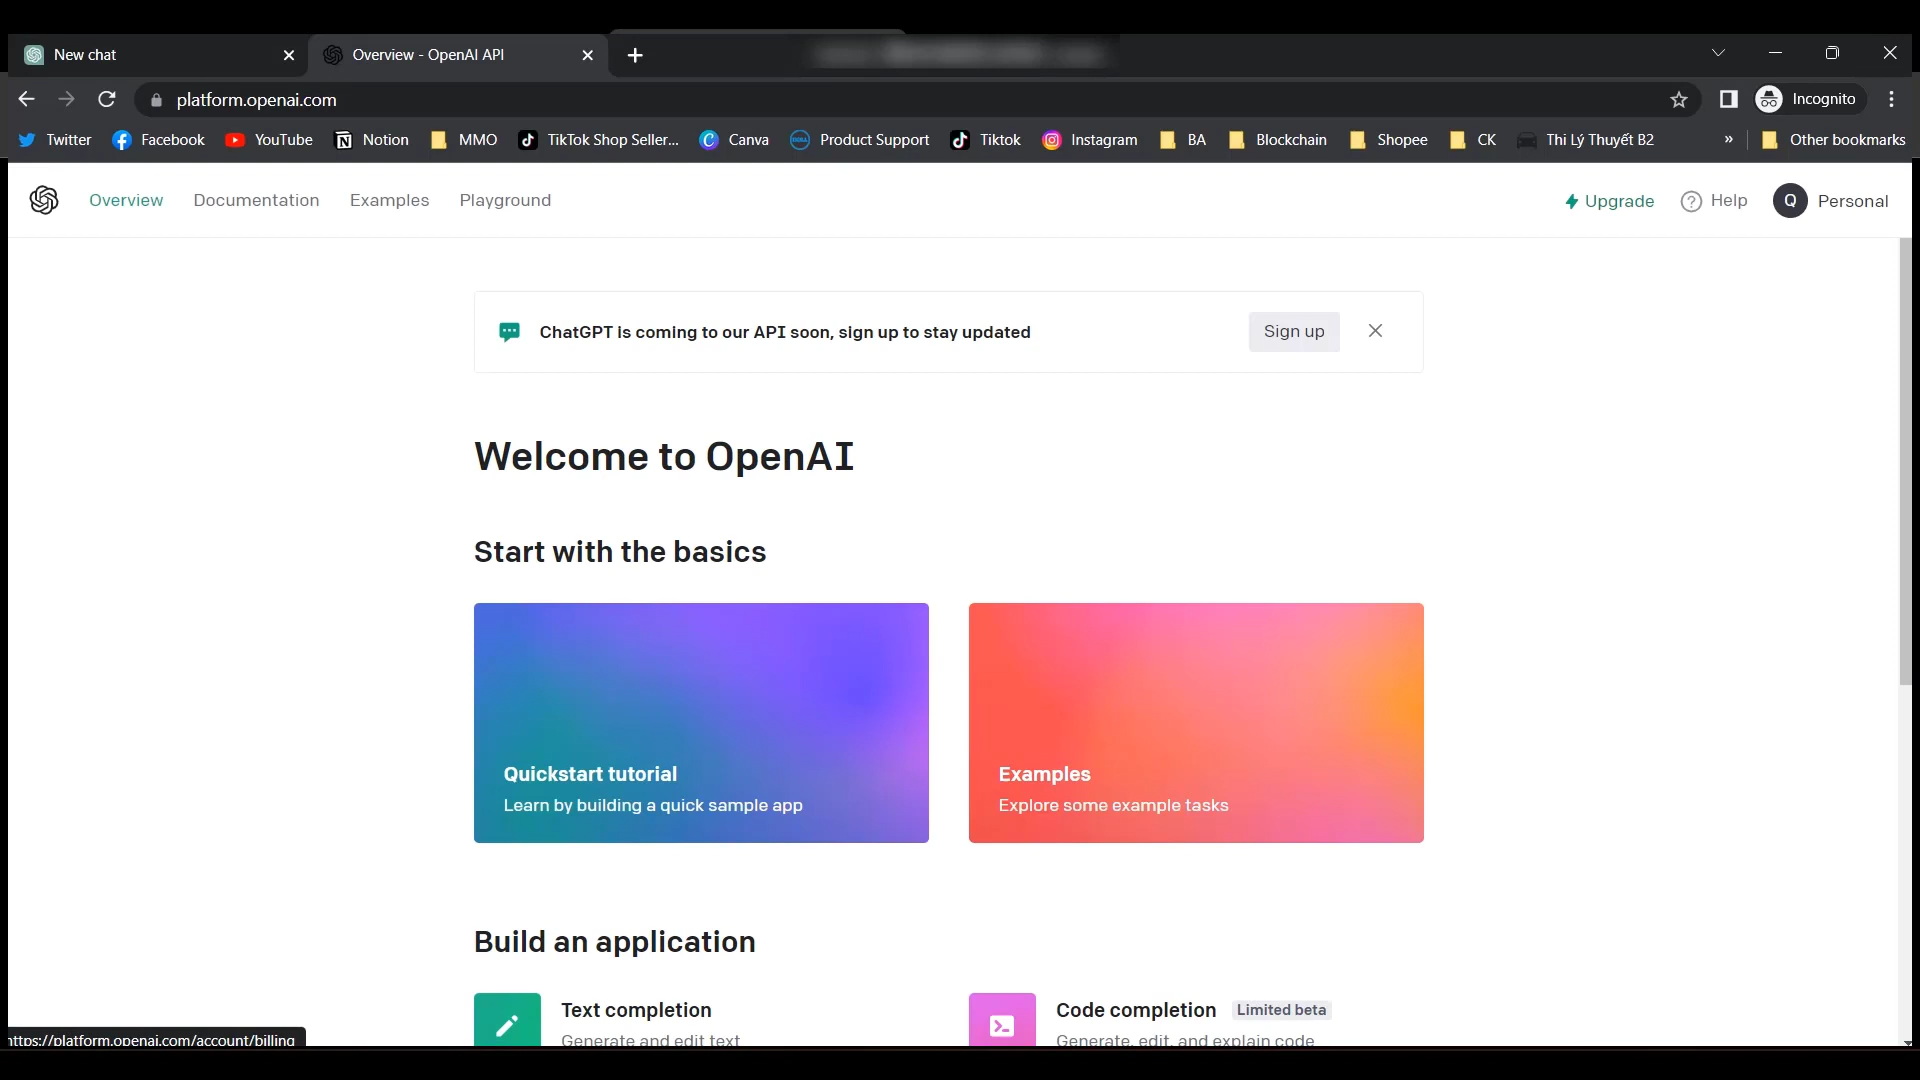 New chat
Overview - OpenAI API
platform.openai.com
Incognito
Twitter Facebook YouTube Notion MMO TikTok Shop Seller... Canva Product Support Tiktok Instagram BA Blockchain Shopee CK Thi Lý Thuyết B2 » Other bookmarks
Overview Documentation Examples Playground Upgrade Help Q Personal
ChatGPT is coming to our API soon, sign up to stay updated Sign up
Welcome to OpenAI
Start with the basics
Quickstart tutorial
Learn by building a quick sample app
Examples
Explore some example tasks
Build an application
Text completion
Generate and edit text
Code completion Limited beta
Generate, edit, and explain code
https://platform.openai.com/account/billing